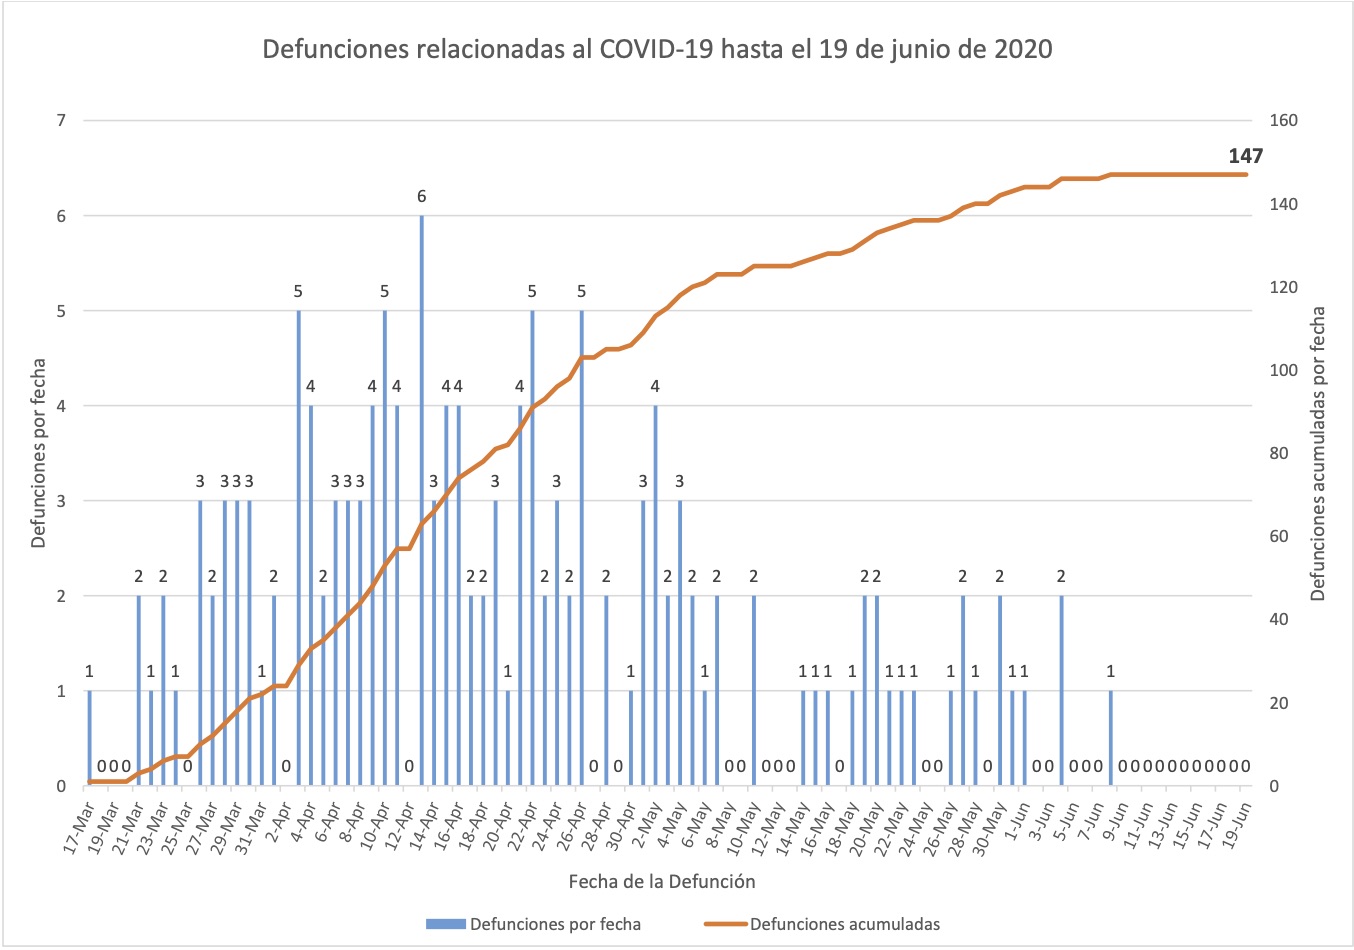 Defunciones relacionadas al COVID-19 hasta el 19 de junio de 2020
7
6
5
4
3
2
1
0
Defunciones por fecha
160
140
120
100
80
60
40
20
0
Defunciones acumuladas por fecha
147
1 0 0 0 2 1 2 1 0 3 2 3 3 3 1 2 0 5 4 2 3 3 3 4 5 4 0 6 3 4 4 2 2 3 1 4 5 2 3 2 5 0 2 0 1 3 4 2 3 2 1 2 0 0 2 0 0 0 1 1 1 0 1 2 2 1 1 1 0 0 1 2 1 0 2 1 1 0 0 2 0 0 0 1 0 0 0 0 0 0 0 0 0 0 0
17-Mar 19-Mar 21-Mar 23-Mar 25-Mar 27-Mar 29-Mar 31-Mar 2-Apr 4-Apr 6-Apr 8-Apr 10-Apr 12-Apr 14-Apr 16-Apr 18-Apr 20-Apr 22-Apr 24-Apr 26-Apr 28-Apr 30-Apr 2-May 4-May 6-May 8-May 10-May 12-May 14-May 16-May 18-May 20-May 22-May 24-May 26-May 28-May 30-May 1-Jun 3-Jun 5-Jun 7-Jun 9-Jun 11-Jun 13-Jun 15-Jun 17-Jun 19-Jun
Fecha de la Defunción
Defunciones por fecha
Defunciones acumuladas